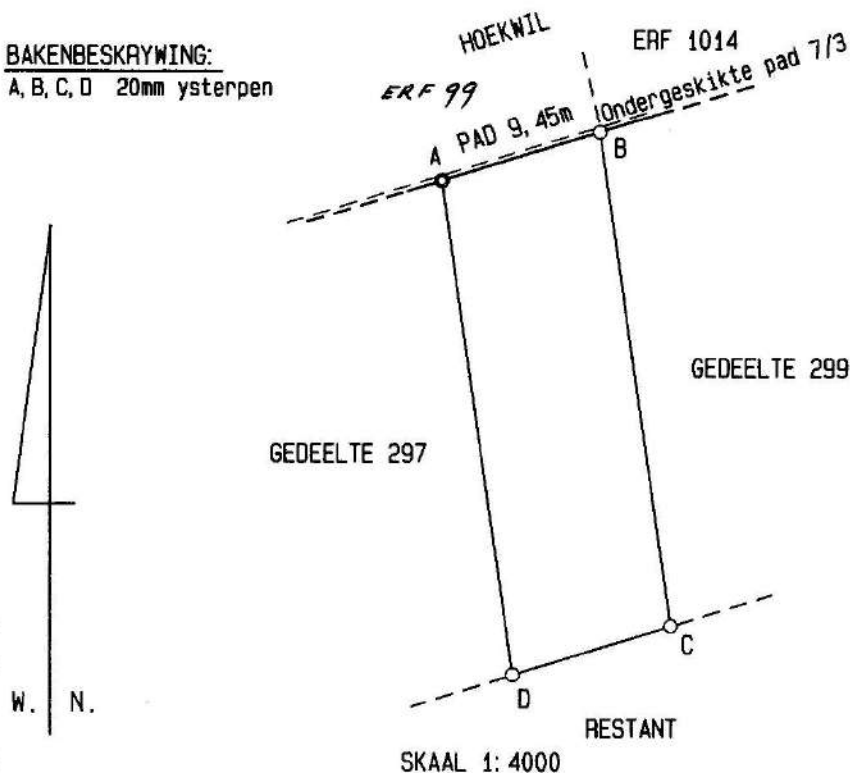 BAKENBESKRYWING:
A, B, C, D 20mm ysterpen
HOEKWIL
ERF 1014
ERF 99
PAD 9,45m
Ondergeskikte pad 7/3
A
B
GEDEELTE 299
GEDEELTE 297
C
D
W. N.
RESTANT
SKAAL 1:4000